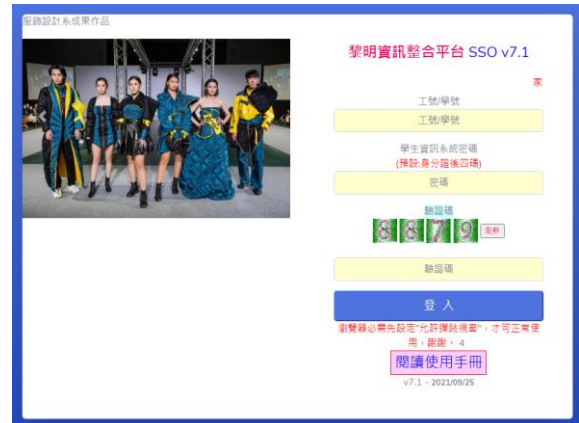 服飾設計系成果作品
黎明資訊整合平台 SSO v7.1
家
工號/學號
工號/學號
學生資訊系統密碼
(預設:身分證後四碼)
密碼
驗證碼
8 8 7 9 刷新
驗證碼
登 入
瀏覽器必需先設定"允許彈跳視窗"，才可正常使
用，謝謝。 4
閱讀使用手冊
v7.1 - 2021/09/25